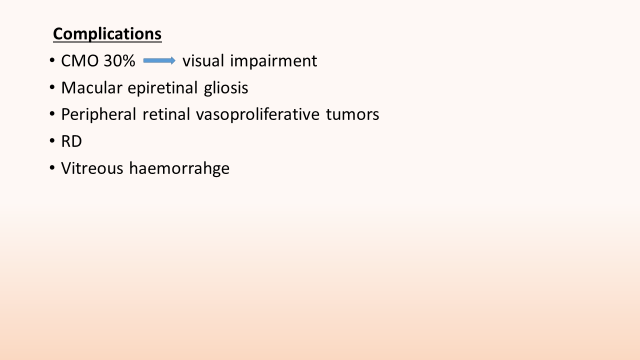 Complications
• CMO 30% visual impairment
• Macular epiretinal gliosis
• Peripheral retinal vasoproliferative tumors
• RD
• Vitreous haemorrahge